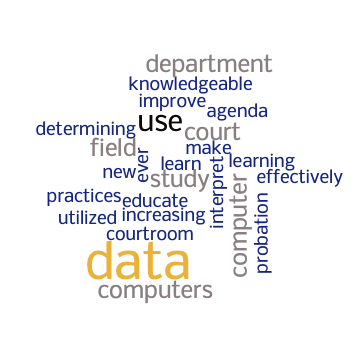 department
knowledgeable
improve
agenda
determining
use
court
field
make
ever
learn
learning
new
study
interpret
effectively
computer
practices
educate
probation
utilized
increasing
courtroom
data
computers